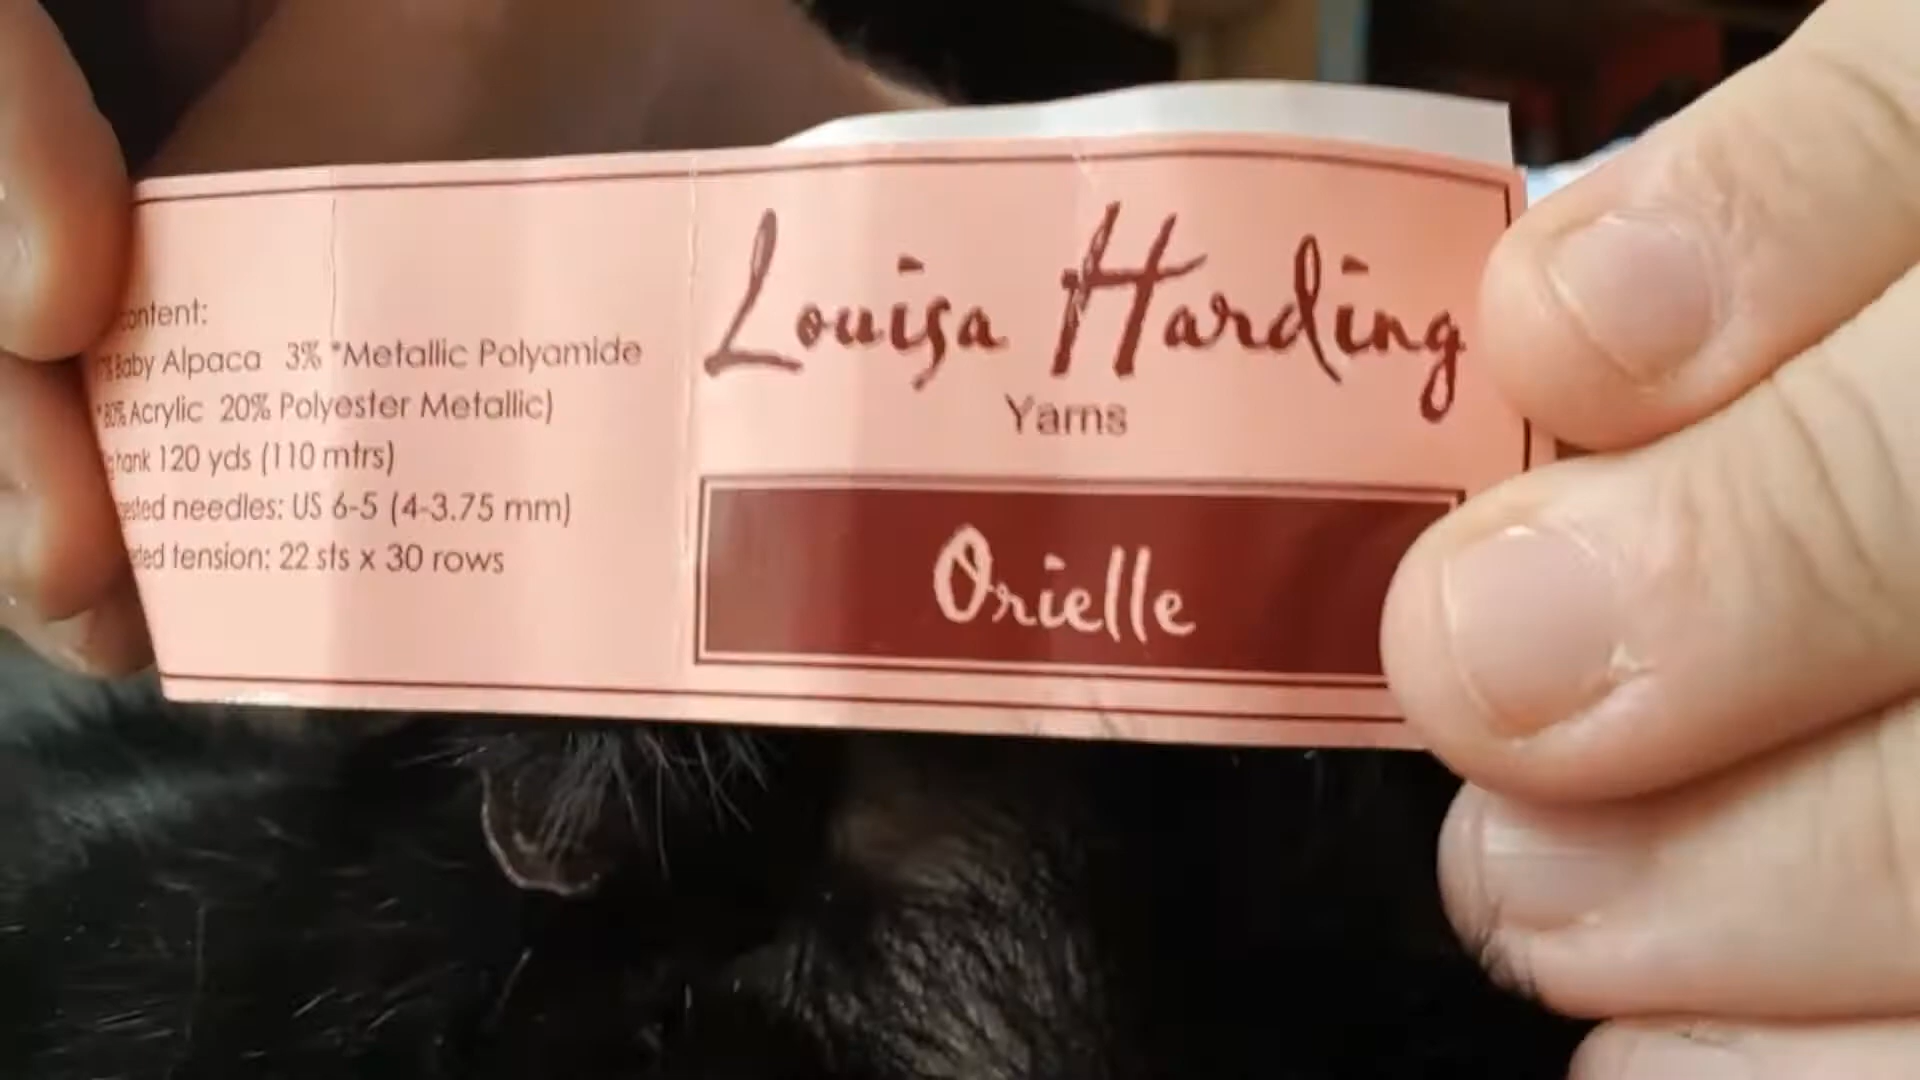 content:
Baby Alpaca 3% *Metallic Polyamide
80% Acrylic 20% Polyester Metallic)
hank 120 yds (110 mtrs)
needles: US 6-5 (4-3.75 mm)
tension: 22 sts x 30 rows
Louisa Harding
Yarns
Orielle